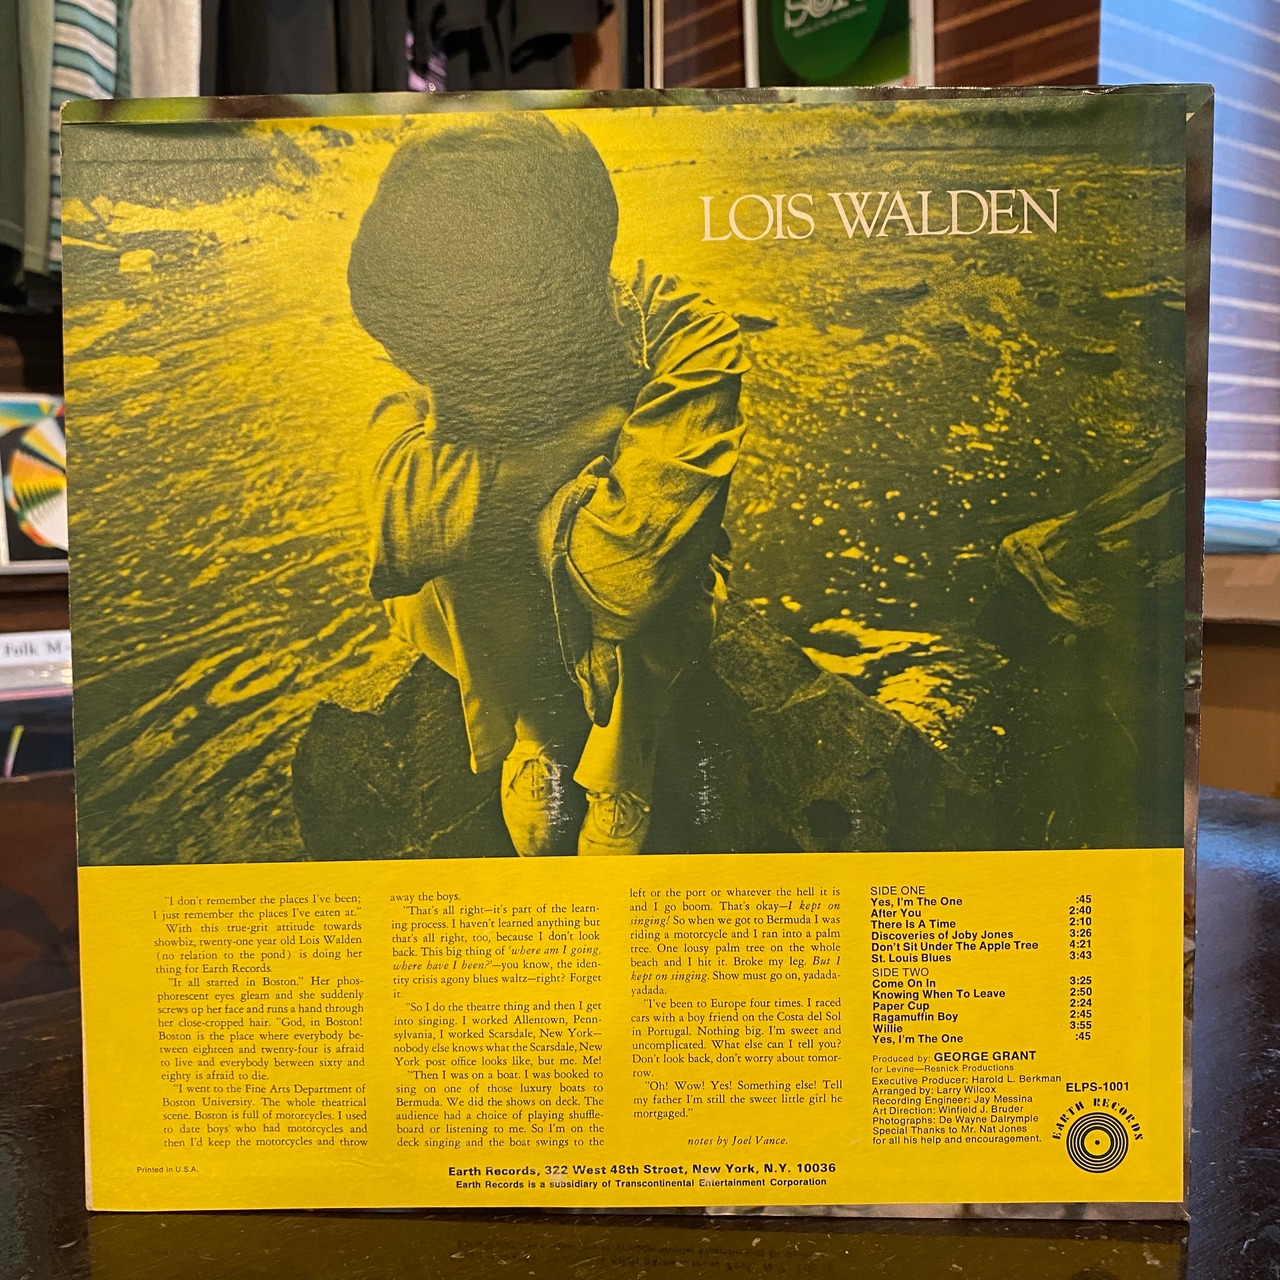 LOIS WALDEN
Folk M
"I don't remember the places I've been;
I just remember the places I've eaten at."
With this true-grit attitude towards
showbiz, twenty-one year old Lois Walden
(no relation to the pond) is doing her
thing for Earth Records.
"It all started in Boston." Her phos-
phorescent eyes gleam and she suddenly
screws up her face and runs a hand through
her close-cropped hair. "God, in Boston!
Boston is the place where everybody be-
tween eighteen and twenty-four is afraid
to live and everybody between sixty and
eighty is afraid to die.
"I went to the Fine Arts Department of
Boston University. The whole theatrical
scene. Boston is full of motorcycles. I used
to date boys' who had motorcycles and
then I'd keep the motorcycles and throw
away the boys.
"That's all right—it's part of the learn-
ing process. I haven't learned anything but
that's all right, too, because I don't look
back. This big thing of 'where am I going,
where have I been?'—you know, the iden-
tity crisis agony blues waltz—right? Forget
it.
"So I do the theatre thing and then I get
into singing. I worked Allentown, Penn-
sylvania, I worked Scarsdale, New York—
nobody else knows what the Scarsdale, New
York post office looks like, but me. Me!
"Then I was on a boat. I was booked to
sing on one of those luxury boats to
Bermuda. We did the shows on deck. The
audience had a choice of playing shuffle-
board or listening to me. So I'm on the
deck singing and the boat swings to the
left or the port or whatever the hell it is
and I go boom. That's okay—I kept on
singing! So when we got to Bermuda I was
riding a motorcycle and I ran into a palm
tree. One lousy palm tree on the whole
beach and I hit it. Broke my leg. But I
kept on singing. Show must go on, yadada-
yadada.
"I've been to Europe four times. I raced
cars with a boy friend on the Costa del Sol
in Portugal. Nothing big. I'm sweet and
uncomplicated. What else can I tell you?
Don't look back, don't worry about tomor-
row.
"Oh! Wow! Yes! Something else! Tell
my father I'm still the sweet little girl he
mortgaged."
notes by Joel Vance.
SIDE ONE
Yes, I'm The One :45
After You 2:40
There Is A Time 2:10
Discoveries of Joby Jones 3:26
Don't Sit Under The Apple Tree 4:21
St. Louis Blues 3:43
SIDE TWO
Come On In 3:25
Knowing When To Leave 2:50
Paper Cup 2:24
Ragamuffin Boy 2:45
Willie 3:55
Yes, I'm The One :45
Produced by: GEORGE GRANT
for Levine—Resnick Productions
Executive Producer: Harold L. Berkman
Arranged by: Larry Wilcox
Recording Engineer: Jay Messina
Art Direction: Winfield J. Bruder
Photographs: De Wayne Dalrymple
Special Thanks to Mr. Nat Jones
for all his help and encouragement.
ELPS-1001
EARTH RECORDS
Printed in U.S.A.
Earth Records, 322 West 48th Street, New York, N.Y. 10036
Earth Records is a subsidiary of Transcontinental Entertainment Corporation